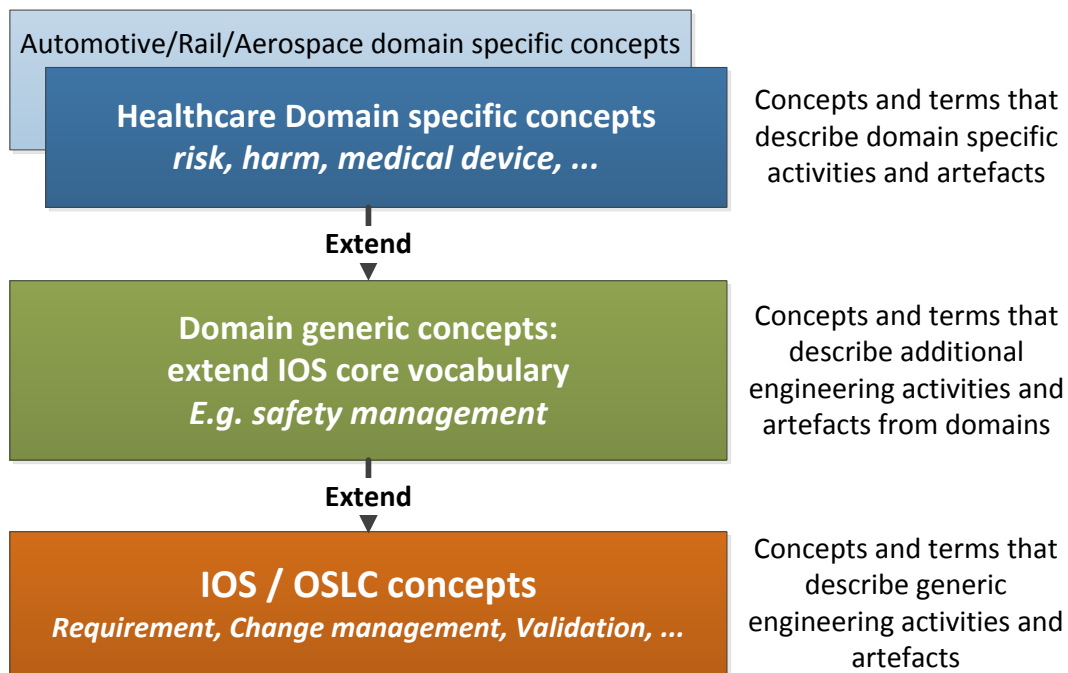 Automotive/Rail/Aerospace domain specific concepts
Healthcare Domain specific concepts
risk, harm, medical device, ...
Concepts and terms that
describe domain specific
activities and artefacts
Extend
Domain generic concepts:
extend IOS core vocabulary
E.g. safety management
Concepts and terms that
describe additional
engineering activities and
artefacts from domains
Extend
IOS / OSLC concepts
Requirement, Change management, Validation, ...
Concepts and terms that
describe generic
engineering activities and
artefacts